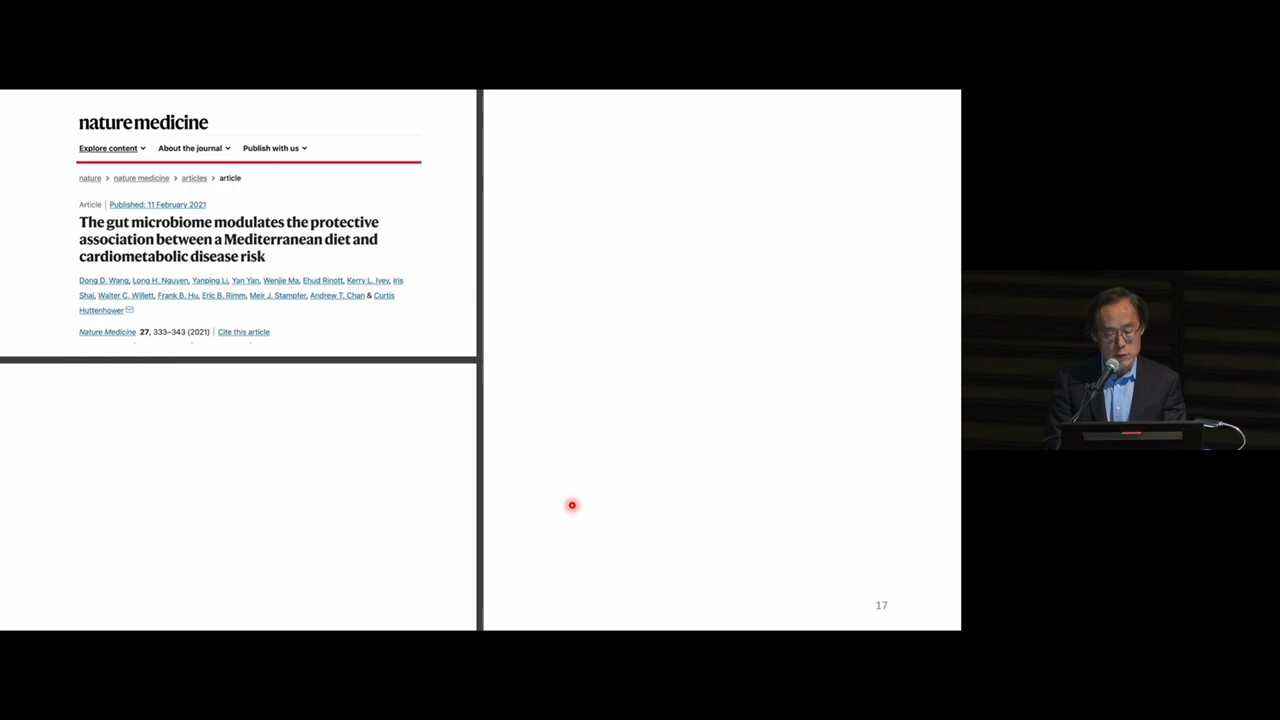 nature medicine
Explore content About the journal Publish with us
nature > nature medicine > articles > article
Article | Published: 11 February 2021
The gut microbiome modulates the protective
association between a Mediterranean diet and
cardiometabolic disease risk
Dong D. Wang, Long H. Nguyen, Yanping Li, Yan Yan, Wenjie Ma, Ehud Rinott, Kerry L. Ivey, Iris
Shai, Walter C. Willett, Frank B. Hu, Eric B. Rimm, Meir J. Stampfer, Andrew T. Chan & Curtis
Huttenhower
Nature Medicine 27, 333–343 (2021) | Cite this article
17